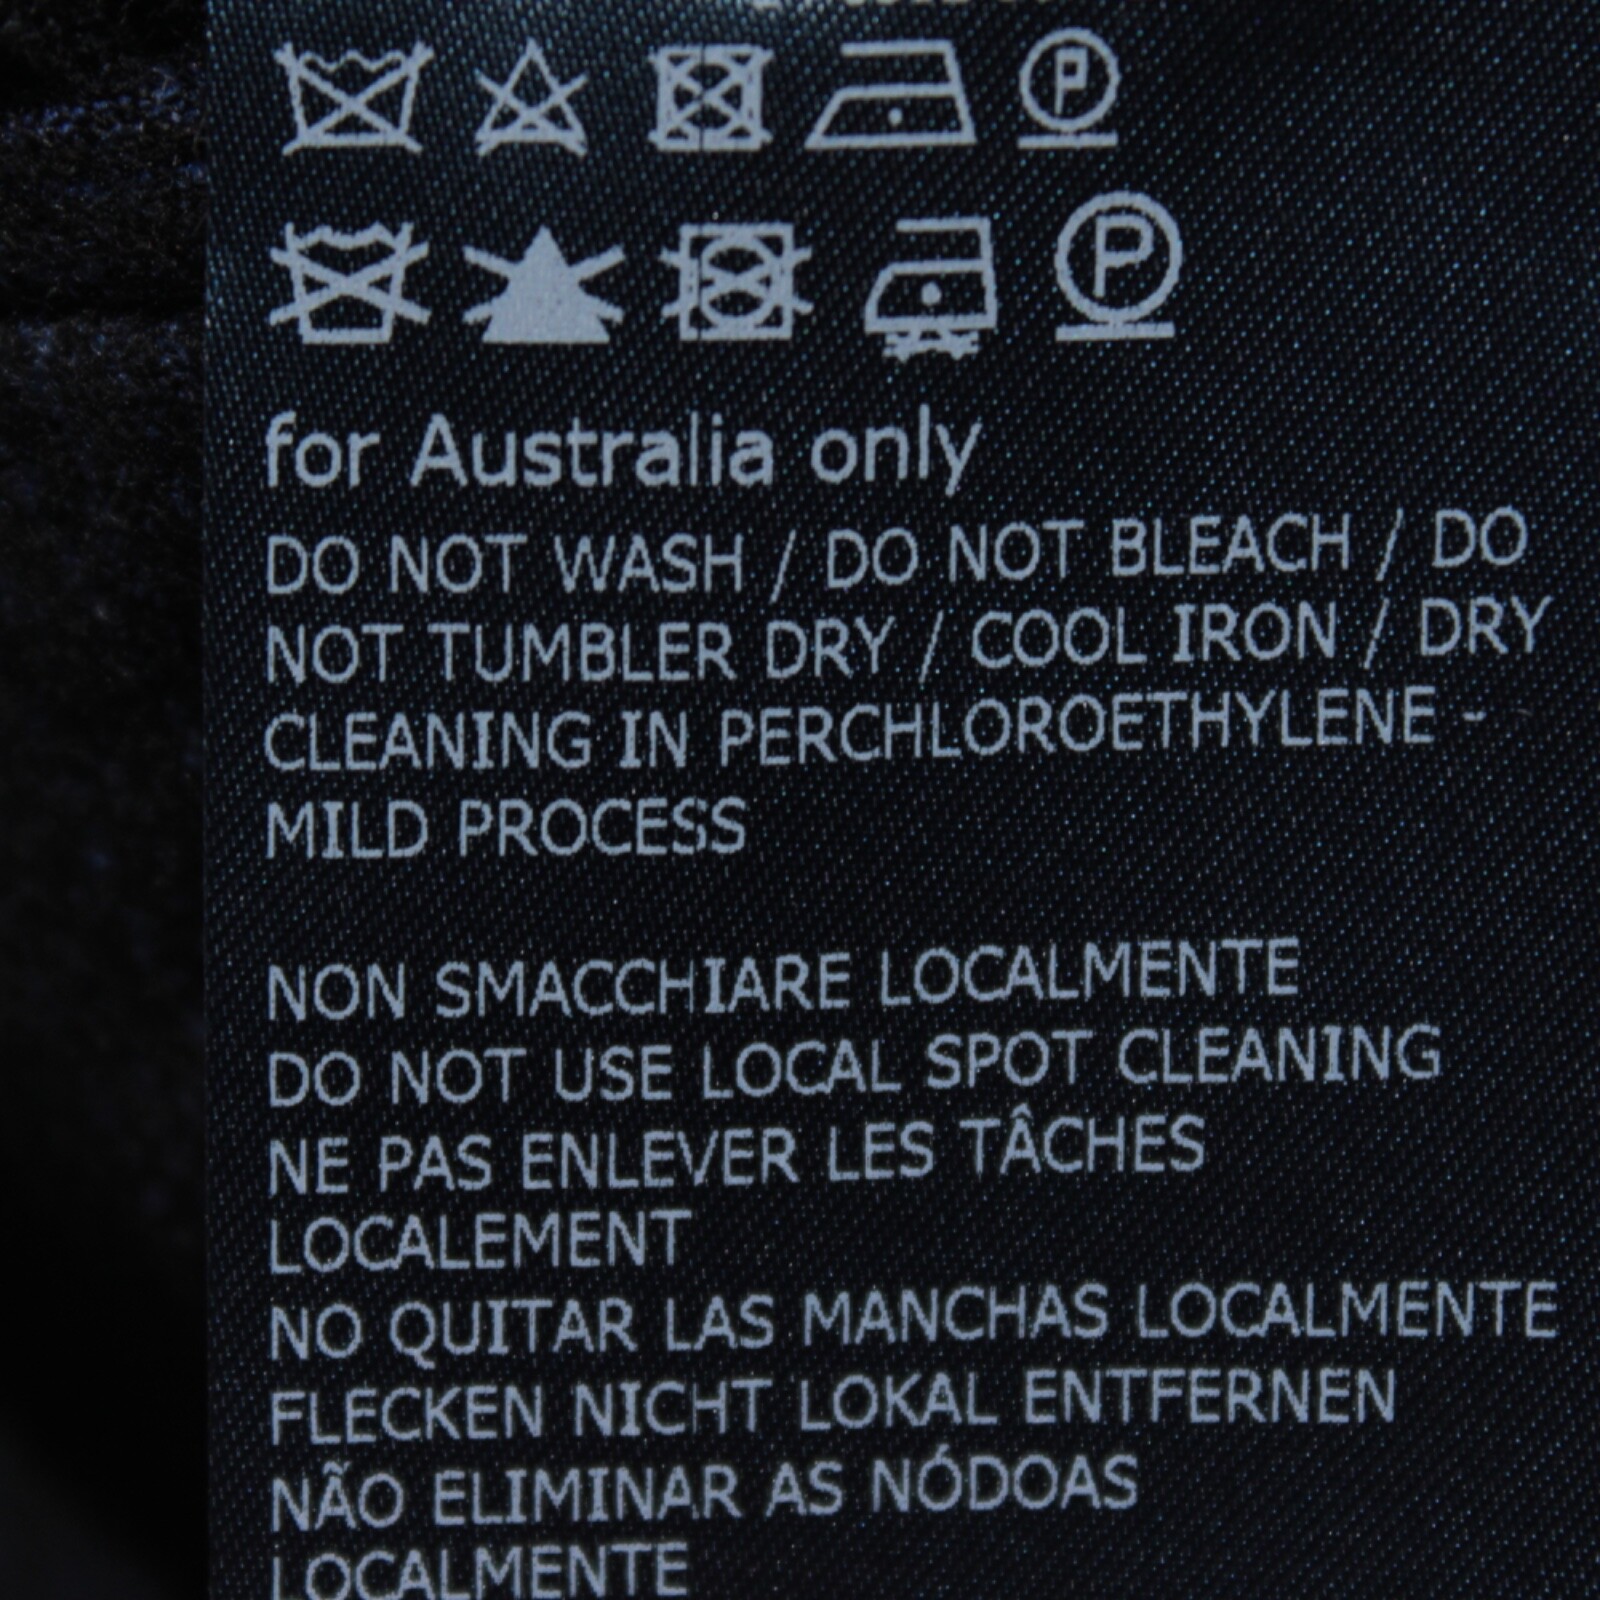 P
P
for Australia only
DO NOT WASH / DO NOT BLEACH / DO
NOT TUMBLER DRY / COOL IRON / DRY
CLEANING IN PERCHLOROETHYLENE -
MILD PROCESS
NON SMACCHIARE LOCALMENTE
DO NOT USE LOCAL SPOT CLEANING
NE PAS ENLEVER LES TÂCHES
LOCALEMENT
NO QUITAR LAS MANCHAS LOCALMENTE
FLECKEN NICHT LOKAL ENTFERNEN
NÃO ELIMINAR AS NÓDOAS
LOCALMENTE